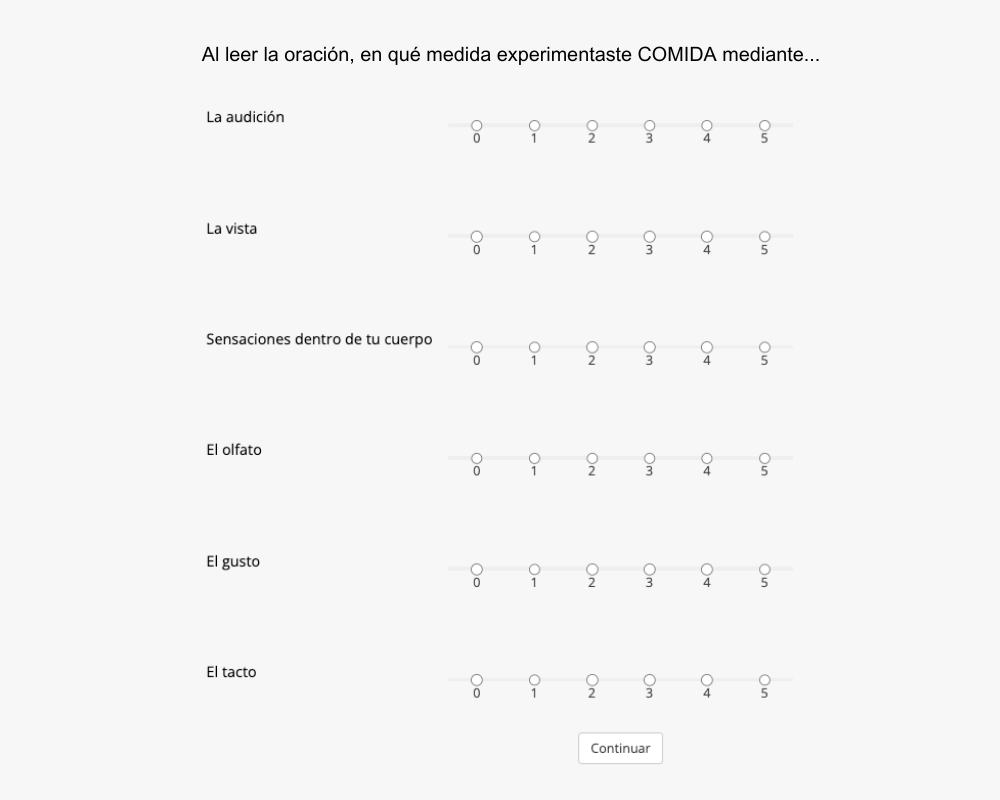 Al leer la oración, en qué medida experimentaste COMIDA mediante...
La audición
0 1 2 3 4 5
La vista
0 1 2 3 4 5
Sensaciones dentro de tu cuerpo
0 1 2 3 4 5
El olfato
0 1 2 3 4 5
El gusto
0 1 2 3 4 5
El tacto
0 1 2 3 4 5
Continuar